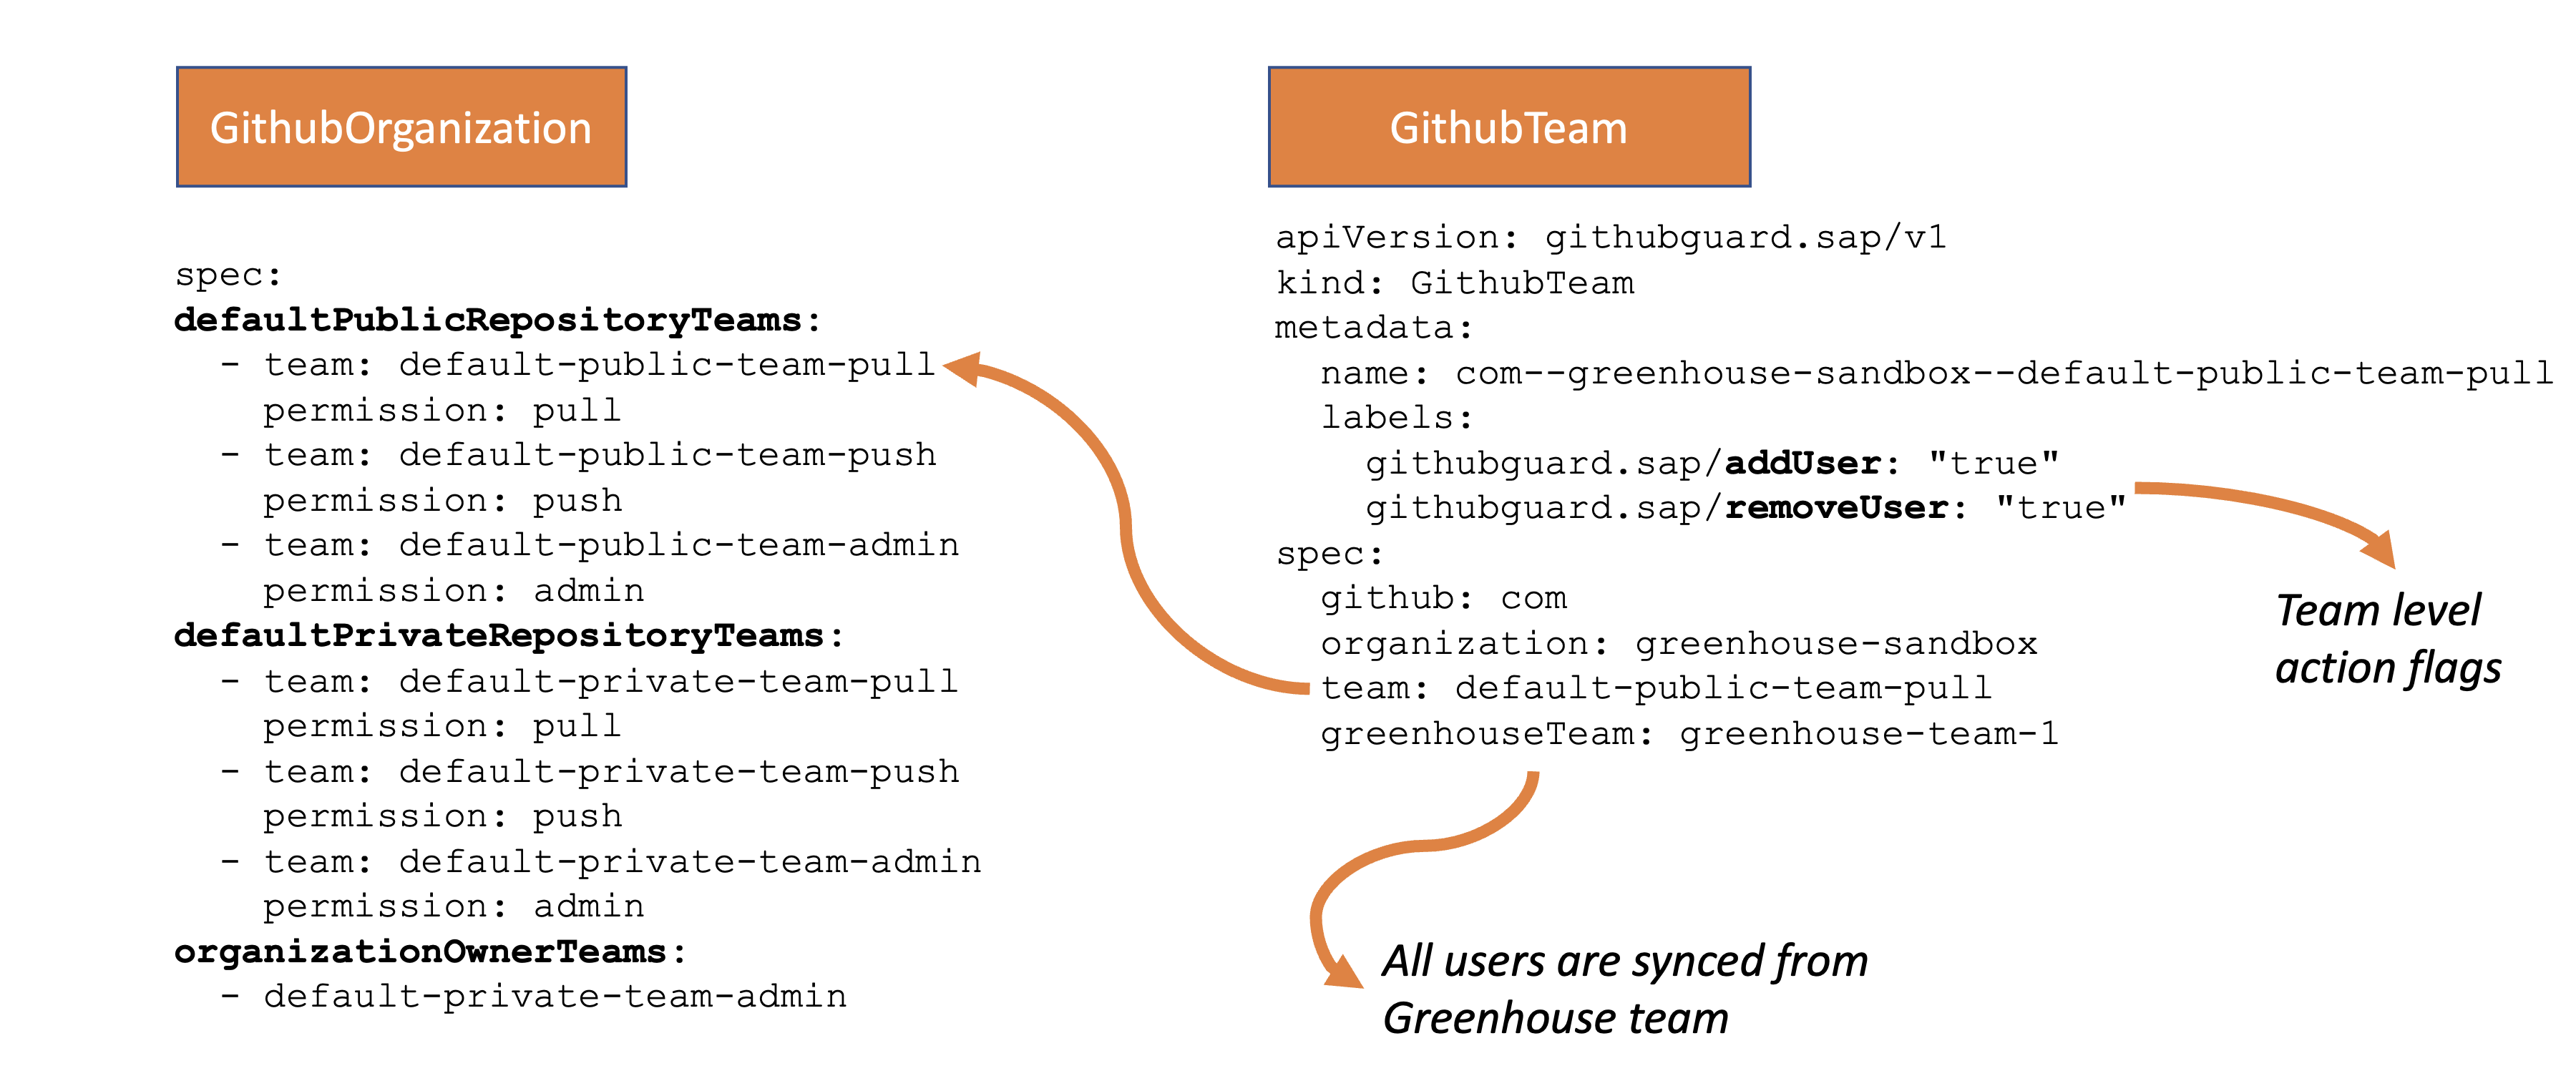 GithubOrganization
spec:
defaultPublicRepositoryTeams:
  - team: default-public-team-pull
    permission: pull
  - team: default-public-team-push
    permission: push
  - team: default-public-team-admin
    permission: admin
defaultPrivateRepositoryTeams:
  - team: default-private-team-pull
    permission: pull
  - team: default-private-team-push
    permission: push
  - team: default-private-team-admin
    permission: admin
organizationOwnerTeams:
  - default-private-team-admin
GithubTeam
apiVersion: githubguard.sap/v1
kind: GithubTeam
metadata:
  name: com--greenhouse-sandbox--default-public-team-pull
  labels:
    githubguard.sap/addUser: "true"
    githubguard.sap/removeUser: "true"
spec:
  github: com
  organization: greenhouse-sandbox
  team: default-public-team-pull
  greenhouseTeam: greenhouse-team-1
Team level
action flags
All users are synced from
Greenhouse team